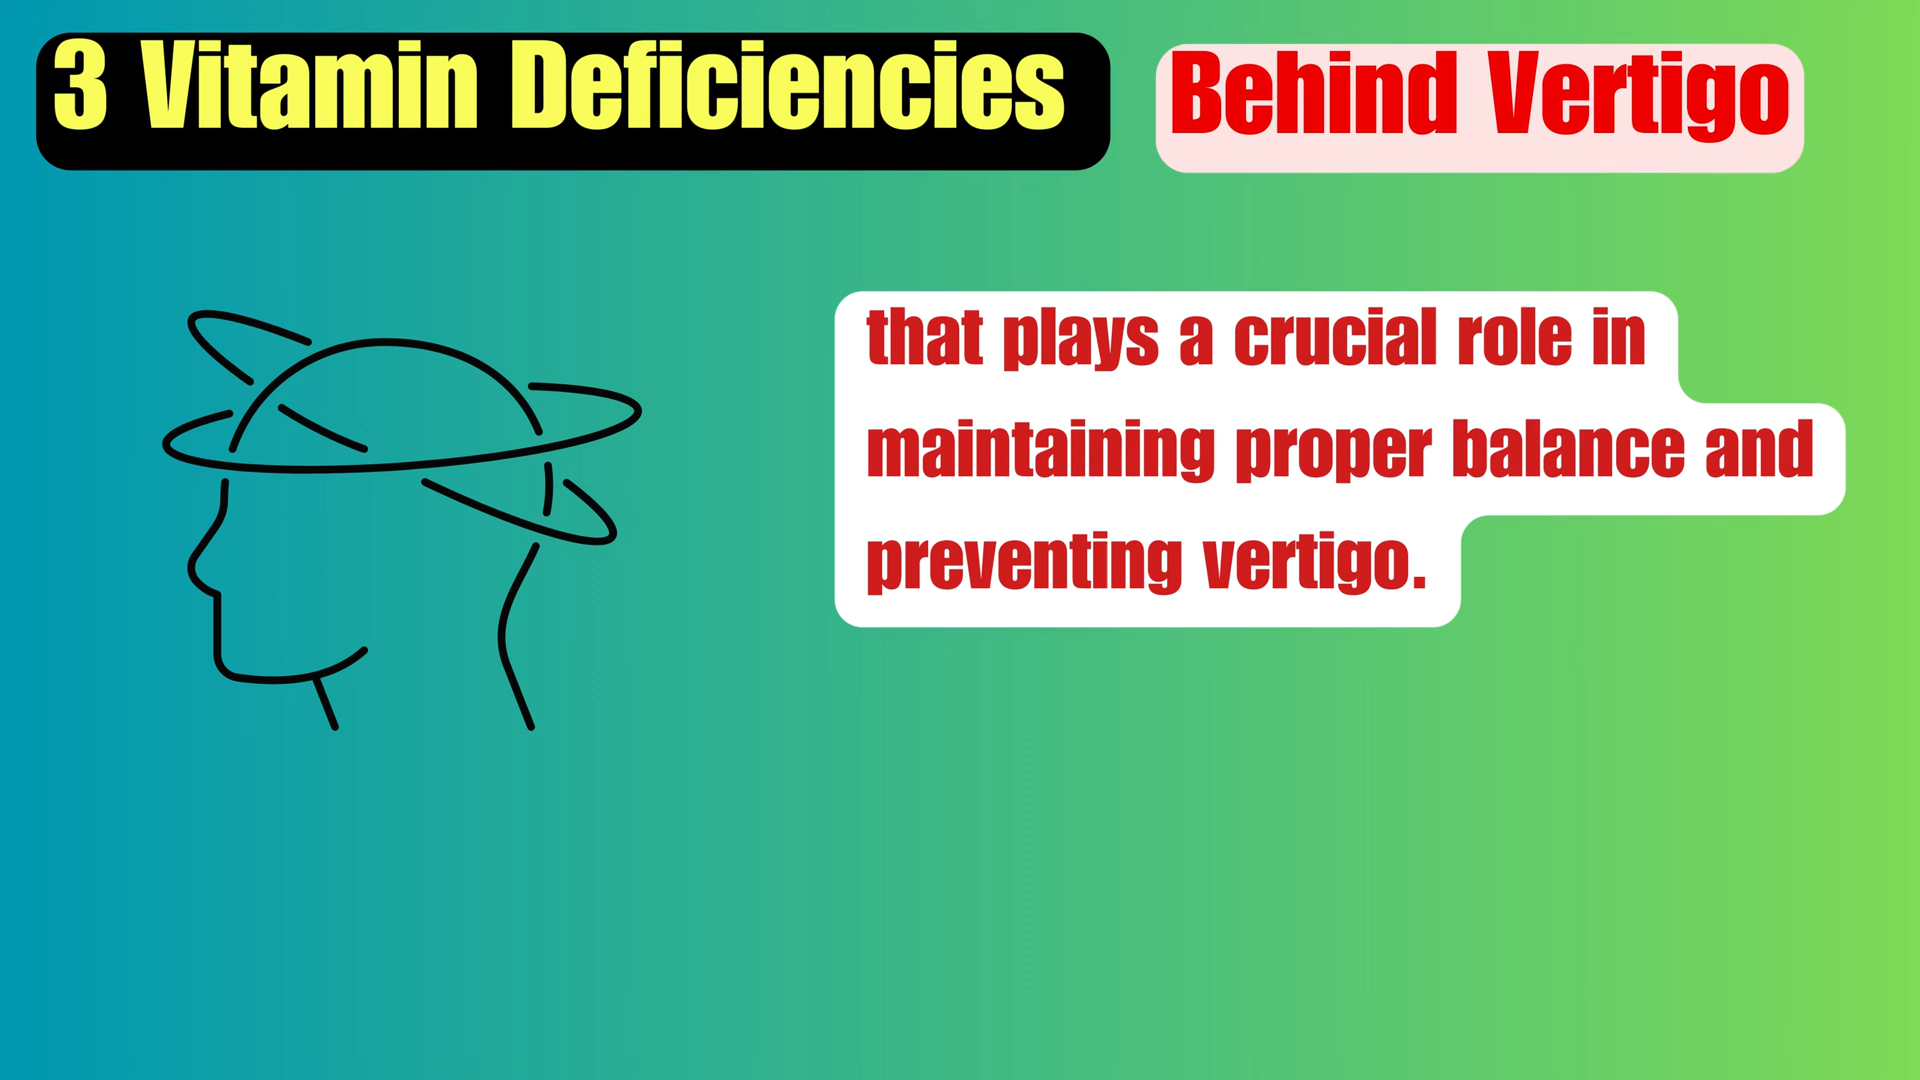 3 Vitamin Deficiencies Behind Vertigo
that plays a crucial role in
maintaining proper balance and
preventing vertigo.